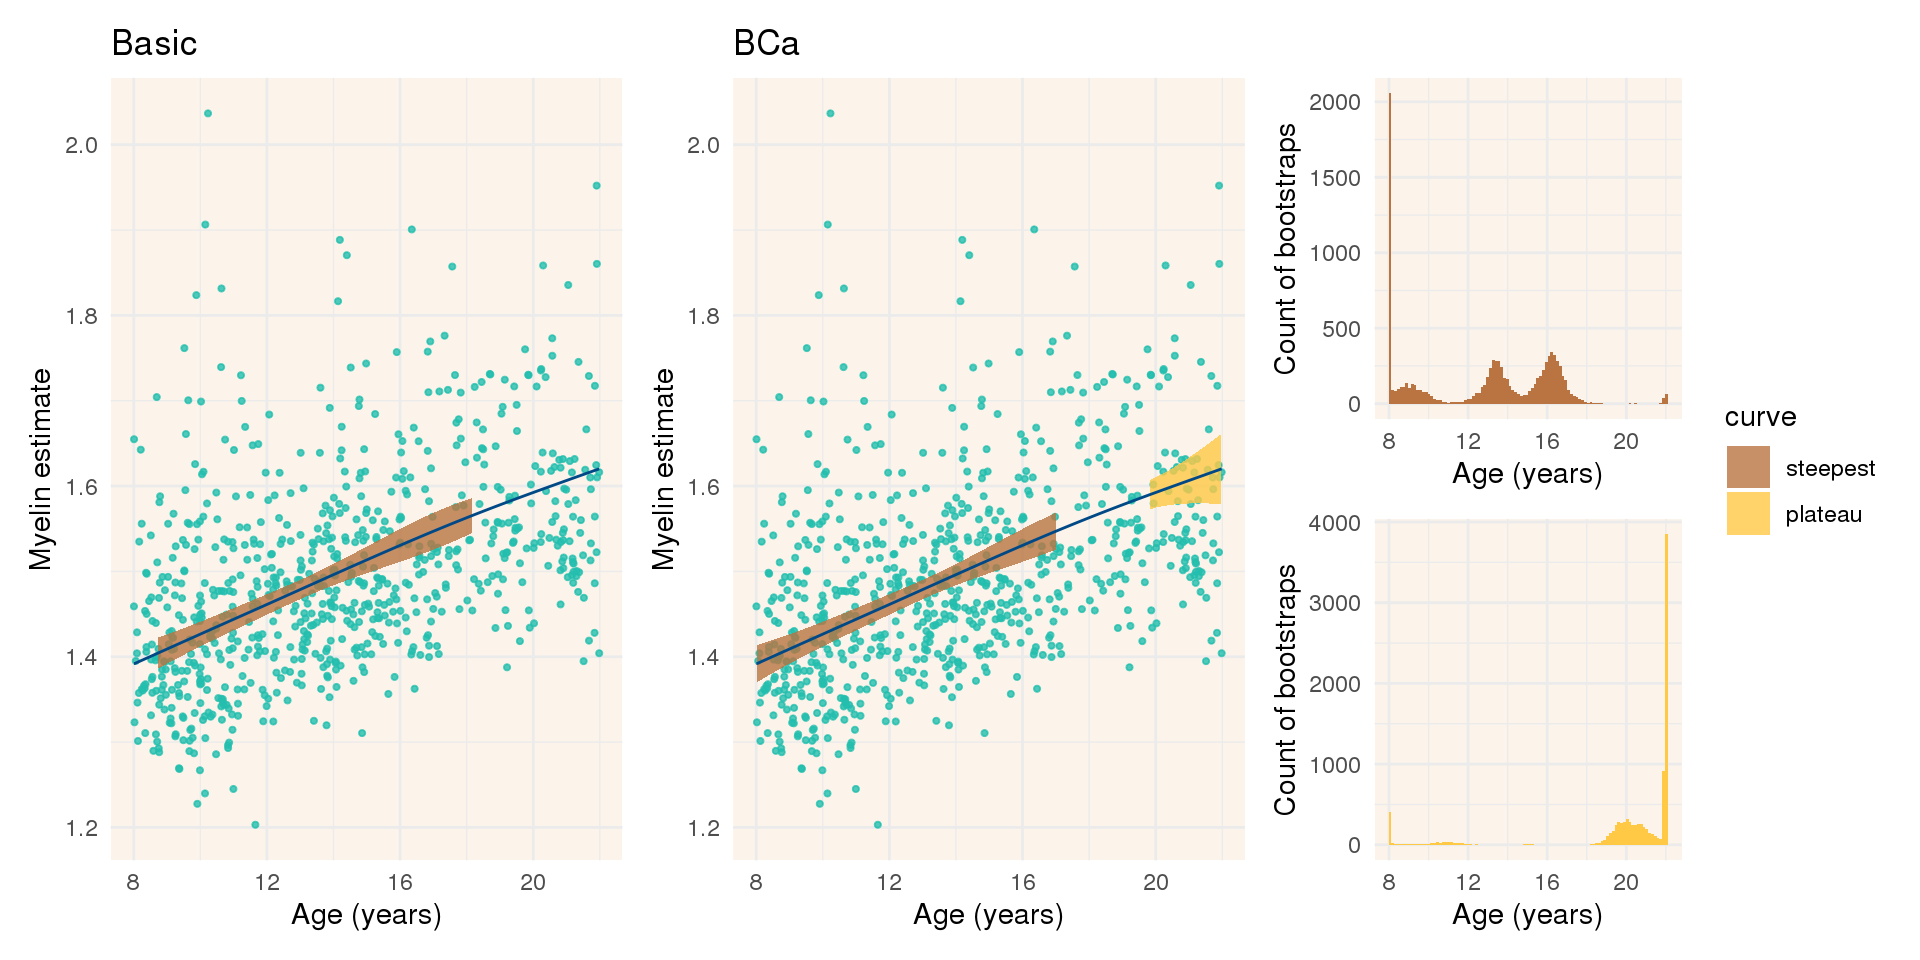 Basic
Myelin estimate
2.0
1.8
1.6
1.4
1.2
8 12 16 20
Age (years)
BCa
Myelin estimate
2.0
1.8
1.6
1.4
1.2
8 12 16 20
Age (years)
Count of bootstraps
2000
1500
1000
500
0
8 12 16 20
Age (years)
Count of bootstraps
4000
3000
2000
1000
0
8 12 16 20
Age (years)
curve
steepest
plateau